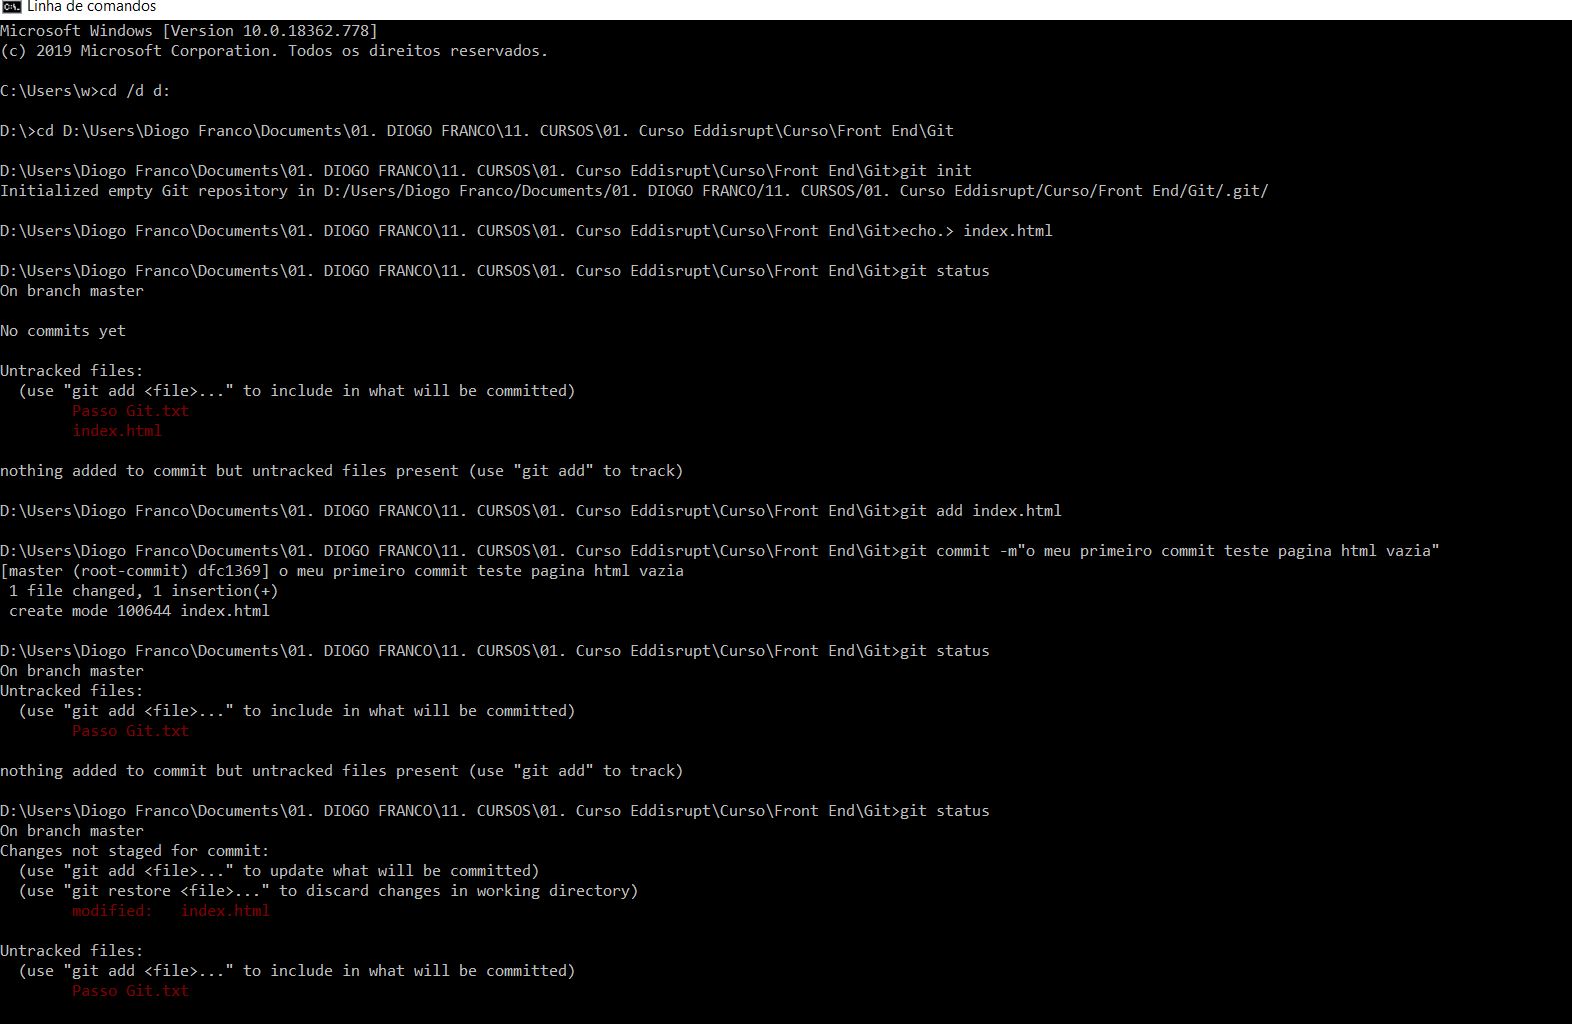 Linha de comandos
Microsoft Windows [Version 10.0.18362.778]
(c) 2019 Microsoft Corporation. Todos os direitos reservados.
C:\Users\w>cd /d d:
D:\>cd D:\Users\Diogo Franco\Documents\01. DIOGO FRANCO\11. CURSOS\01. Curso Eddisrupt\Curso\Front End\Git
D:\Users\Diogo Franco\Documents\01. DIOGO FRANCO\11. CURSOS\01. Curso Eddisrupt\Curso\Front End\Git>git init
Initialized empty Git repository in D:/Users/Diogo Franco/Documents/01. DIOGO FRANCO/11. CURSOS/01. Curso Eddisrupt/Curso/Front End/Git/.git/
D:\Users\Diogo Franco\Documents\01. DIOGO FRANCO\11. CURSOS\01. Curso Eddisrupt\Curso\Front End\Git>echo.> index.html
D:\Users\Diogo Franco\Documents\01. DIOGO FRANCO\11. CURSOS\01. Curso Eddisrupt\Curso\Front End\Git>git status
On branch master
No commits yet
Untracked files:
  (use "git add <file>..." to include in what will be committed)
        Passo Git.txt
        index.html
nothing added to commit but untracked files present (use "git add" to track)
D:\Users\Diogo Franco\Documents\01. DIOGO FRANCO\11. CURSOS\01. Curso Eddisrupt\Curso\Front End\Git>git add index.html
D:\Users\Diogo Franco\Documents\01. DIOGO FRANCO\11. CURSOS\01. Curso Eddisrupt\Curso\Front End\Git>git commit -m"o meu primeiro commit teste pagina html vazia"
[master (root-commit) dfc1369] o meu primeiro commit teste pagina html vazia
 1 file changed, 1 insertion(+)
 create mode 100644 index.html
D:\Users\Diogo Franco\Documents\01. DIOGO FRANCO\11. CURSOS\01. Curso Eddisrupt\Curso\Front End\Git>git status
On branch master
Untracked files:
  (use "git add <file>..." to include in what will be committed)
        Passo Git.txt
nothing added to commit but untracked files present (use "git add" to track)
D:\Users\Diogo Franco\Documents\01. DIOGO FRANCO\11. CURSOS\01. Curso Eddisrupt\Curso\Front End\Git>git status
On branch master
Changes not staged for commit:
  (use "git add <file>..." to update what will be committed)
  (use "git restore <file>..." to discard changes in working directory)
        modified:   index.html
Untracked files:
  (use "git add <file>..." to include in what will be committed)
        Passo Git.txt